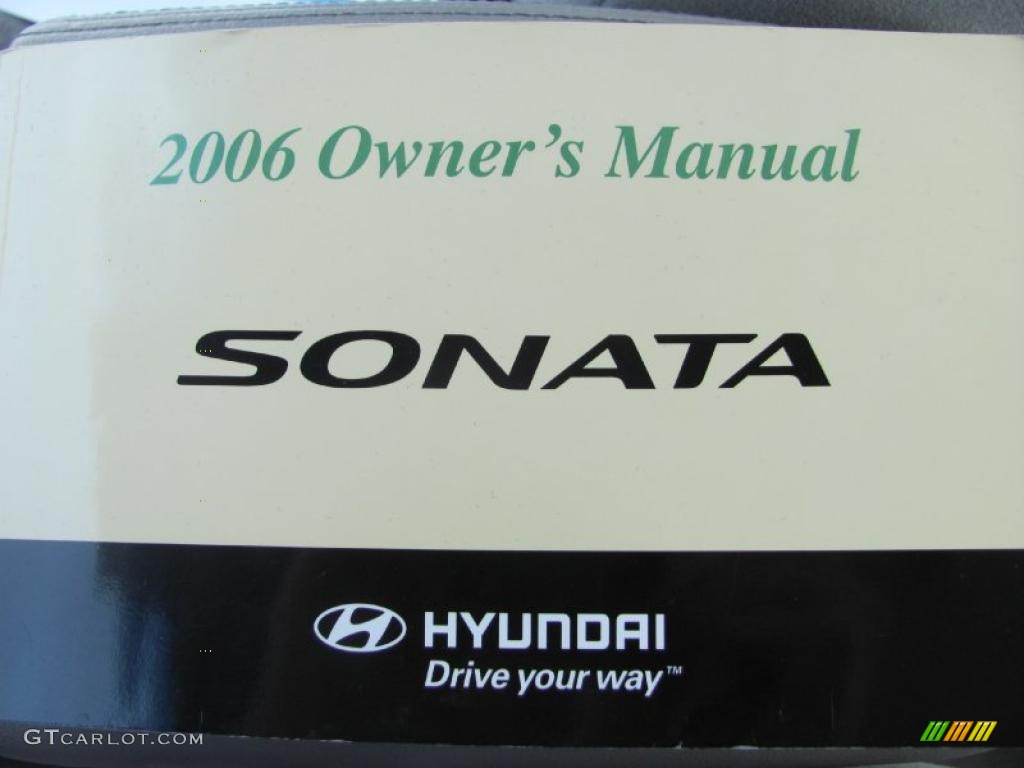 2006 Owner's Manual
SONATA
HYUNDAI
Drive your way™
GTCARLOT.COM